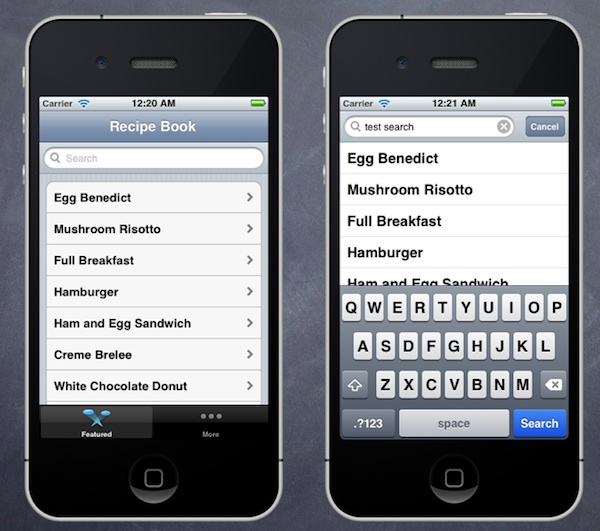 Carrier 12:20 AM
Recipe Book
Search
Egg Benedict
Mushroom Risotto
Full Breakfast
Hamburger
Ham and Egg Sandwich
Creme Brelee
White Chocolate Donut
Featured More
Carrier 12:21 AM
test search Cancel
Egg Benedict
Mushroom Risotto
Full Breakfast
Hamburger
Ham and Egg Sandwich
Q W E R T Y U I O P
A S D F G H J K L
Z X C V B N M
.?123 space Search